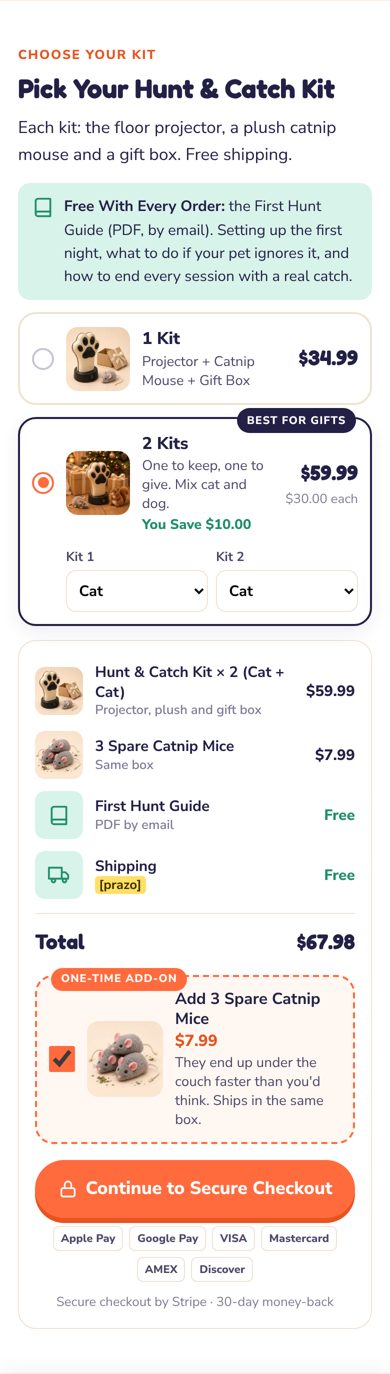 CHOOSE YOUR KIT
Pick Your Hunt & Catch Kit
Each kit: the floor projector, a plush catnip
mouse and a gift box. Free shipping.
Free With Every Order: the First Hunt
Guide (PDF, by email). Setting up the first
night, what to do if your pet ignores it, and
how to end every session with a real catch.
1 Kit
Projector + Catnip
Mouse + Gift Box
$34.99
BEST FOR GIFTS
2 Kits
One to keep, one to
give. Mix cat and
dog.
You Save $10.00
$59.99
$30.00 each
Kit 1
Kit 2
Cat
Cat
Hunt & Catch Kit × 2 (Cat +
Cat)
Projector, plush and gift box
$59.99
3 Spare Catnip Mice
Same box
$7.99
First Hunt Guide
PDF by email
Free
Shipping
[prazo]
Free
Total
$67.98
ONE-TIME ADD-ON
Add 3 Spare Catnip
Mice
$7.99
They end up under the
couch faster than you'd
think. Ships in the same
box.
Continue to Secure Checkout
Apple Pay
Google Pay
VISA
Mastercard
AMEX
Discover
Secure checkout by Stripe · 30-day money-back